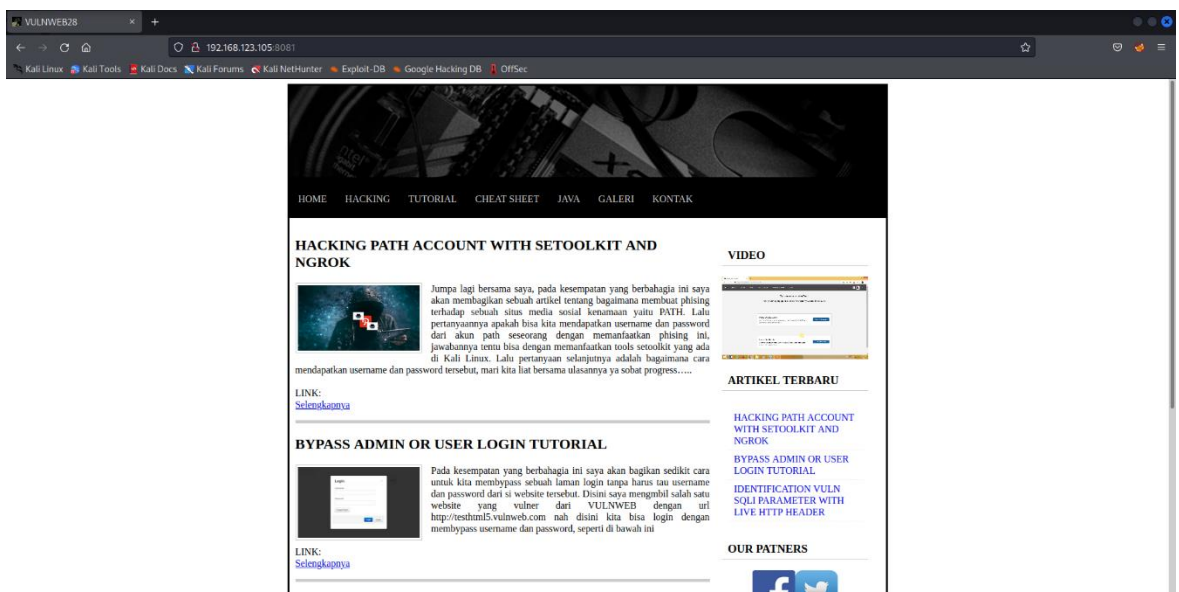 VULNWEB28
192.168.123.105:8081
Kali Linux
Kali Tools
Kali Docs
Kali Forums
Kali NetHunter
Exploit-DB
Google Hacking DB
OffSec
HOME
HACKING
TUTORIAL
CHEAT SHEET
JAVA
GALERI
KONTAK
HACKING PATH ACCOUNT WITH SETOOLKIT AND
NGROK
Jumpa lagi bersama saya, pada kesempatan yang berbahagia ini saya
akan membagikan sebuah artikel tentang bagaimana membuat phising
terhadap sebuah situs media sosial kenamaan yaitu PATH. Lalu
pertanyaannya apakah bisa kita mendapatkan username dan password
dari akun path seseorang dengan memanfaatkan phising ini,
jawabannya tentu bisa dengan memanfaatkan tools setoolkit yang ada
di Kali Linux. Lalu pertanyaan selanjutnya adalah bagaimana cara
mendapatkan username dan password tersebut, mari kita liat bersama ulasannya ya sobat progress…..
LINK:
Selengkapnya
BYPASS ADMIN OR USER LOGIN TUTORIAL
Pada kesempatan yang berbahagia ini saya akan bagikan sedikit cara
untuk kita membypass sebuah laman login tanpa harus tau username
dan password dari si website tersebut. Disini saya mengmbil salah satu
website yang vulner dari VULNWEB dengan url
http://testhtml5.vulnweb.com nah disini kita bisa login dengan
membypass username dan password, seperti di bawah ini
Login
LINK:
Selengkapnya
VIDEO
ARTIKEL TERBARU
HACKING PATH ACCOUNT
WITH SETOOLKIT AND
NGROK
BYPASS ADMIN OR USER
LOGIN TUTORIAL
IDENTIFICATION VULN
SQLI PARAMETER WITH
LIVE HTTP HEADER
OUR PATNERS